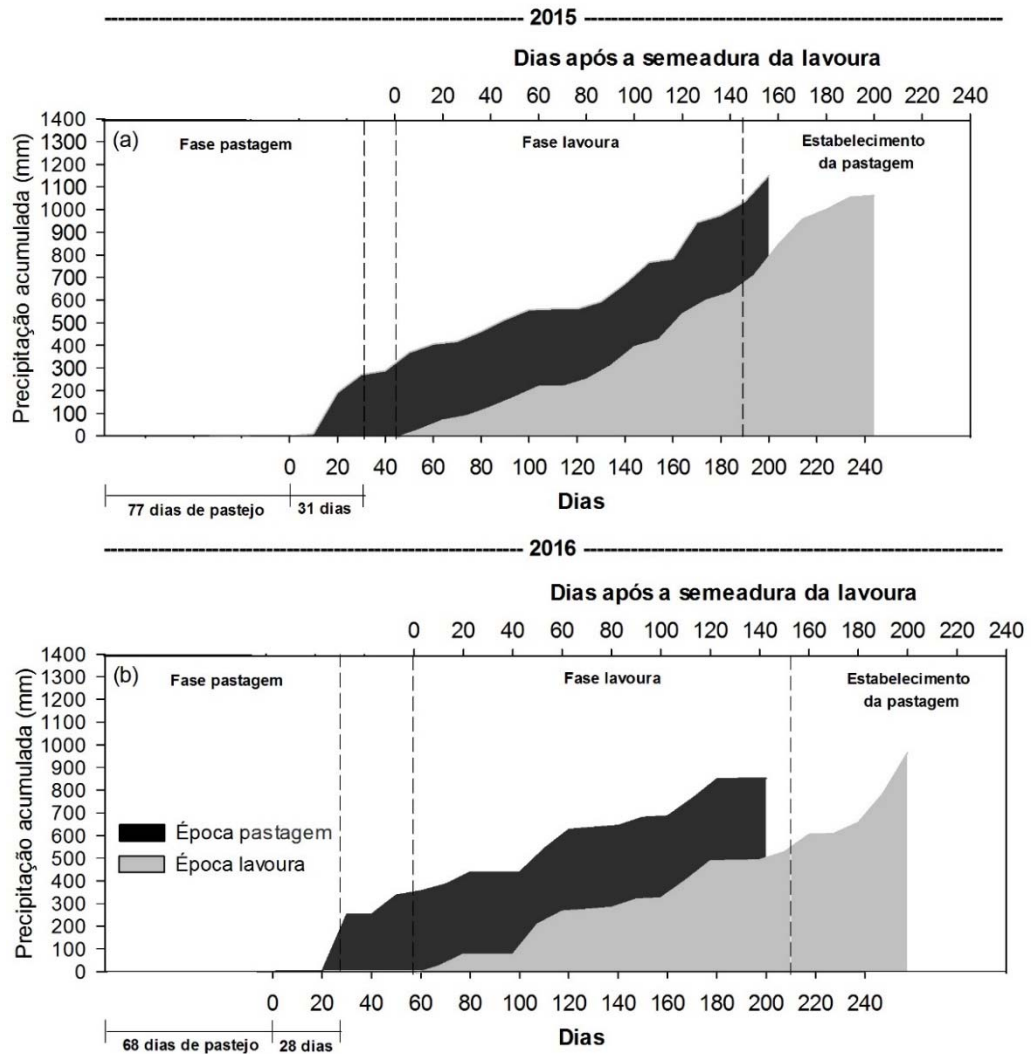 2015
Dias após a semeadura da lavoura
0 20 40 60 80 100 120 140 160 180 200 220 240
(a)
Fase pastagem
Fase lavoura
Estabelecimento
da pastagem
Precipitação acumulada (mm)
1400
1300
1200
1100
1000
900
800
700
600
500
400
300
200
100
0
0 20 40 60 80 100 120 140 160 180 200 220 240
77 dias de pastejo
31 dias
Dias
2016
Dias após a semeadura da lavoura
0 20 40 60 80 100 120 140 160 180 200 220 240
(b)
Fase pastagem
Fase lavoura
Estabelecimento
da pastagem
Precipitação acumulada (mm)
1400
1300
1200
1100
1000
900
800
700
600
500
400
300
200
100
0
Época pastagem
Época lavoura
0 20 40 60 80 100 120 140 160 180 200 220 240
68 dias de pastejo
28 dias
Dias